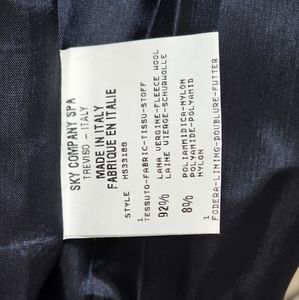 SKY COMPANY SPA
TREVISO - ITALY
MADE IN ITALY
FABRIQUE EN ITALIE
STYLE HS33188
1
TESSUTO-FABRIC-TISSU-STOFF
92% LANA VERGINE-FLEECE WOOL
LAINE VIERGE-SCHURWOLLE
8% POLIAMMIDICA-NYLON
POLYAMIDE-POLYAMID
NYLON
1
FODERA-LINING-DOUBLURE-FUTTER